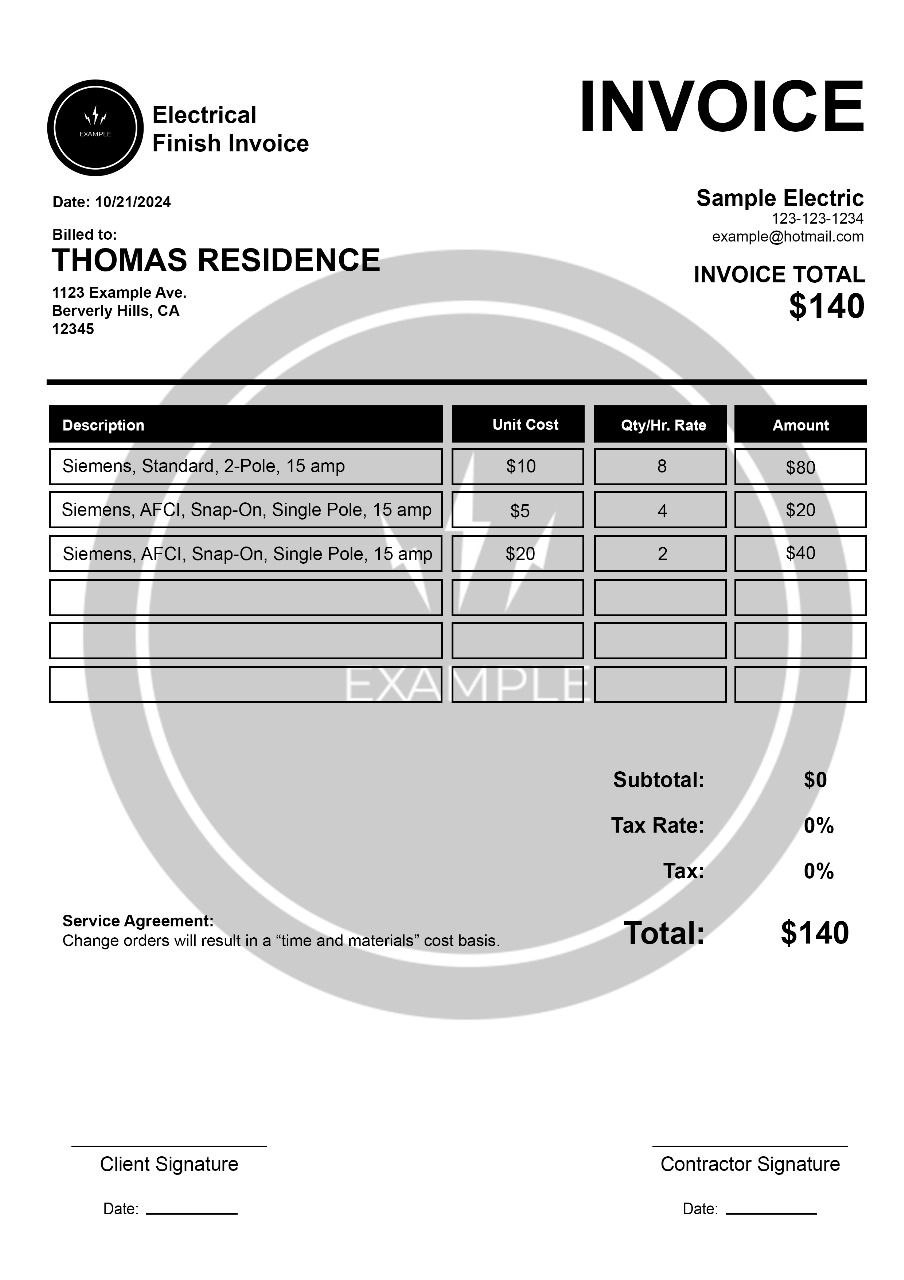 INVOICE
EXAMPLE
Electrical
Finish Invoice
Date: 10/21/2024
Billed to:
THOMAS RESIDENCE
1123 Example Ave.
Berverly Hills, CA
12345
Sample Electric
123-123-1234
example@hotmail.com
INVOICE TOTAL
$140
Description Unit Cost Qty/Hr. Rate Amount
Siemens, Standard, 2-Pole, 15 amp $10 8 $80
Siemens, AFCI, Snap-On, Single Pole, 15 amp $5 4 $20
Siemens, AFCI, Snap-On, Single Pole, 15 amp $20 2 $40
EXAMPLE
Subtotal: $0
Tax Rate: 0%
Tax: 0%
Service Agreement:
Change orders will result in a “time and materials” cost basis.
Total: $140
Client Signature
Date:
Contractor Signature
Date: